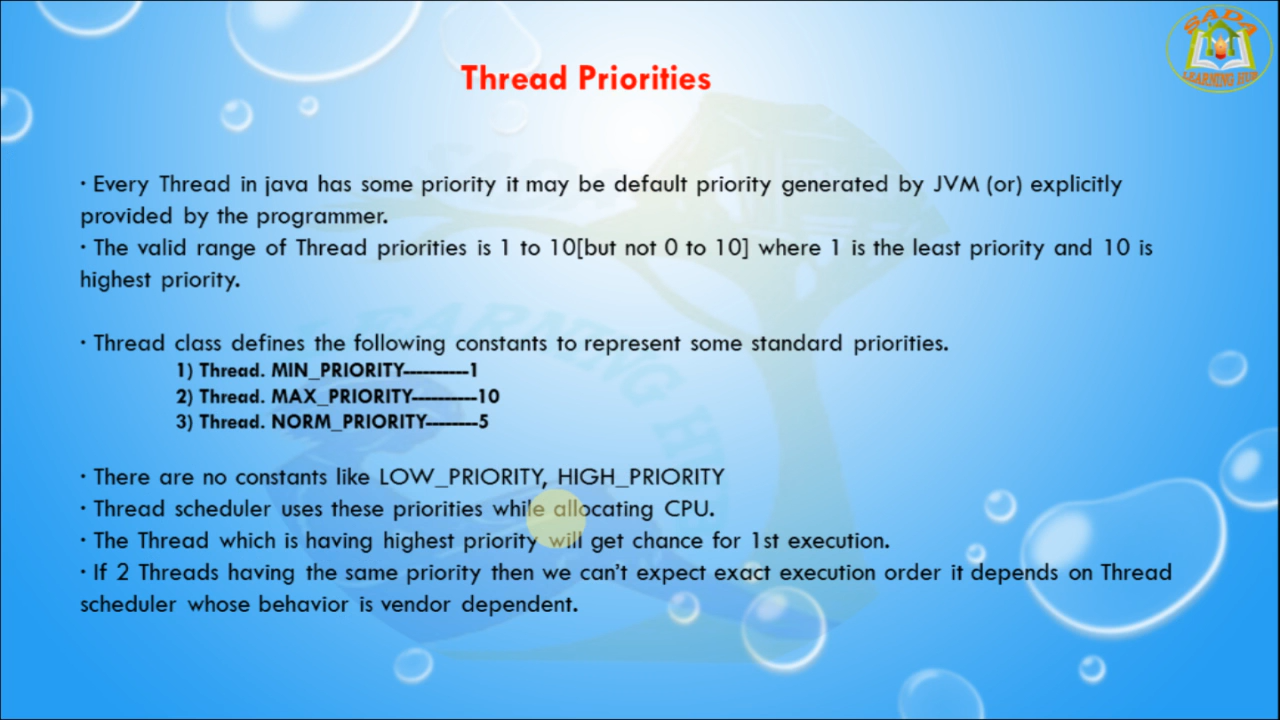 SADA
LEARNING HUB
Thread Priorities
· Every Thread in java has some priority it may be default priority generated by JVM (or) explicitly
provided by the programmer.
· The valid range of Thread priorities is 1 to 10[but not 0 to 10] where 1 is the least priority and 10 is
highest priority.
· Thread class defines the following constants to represent some standard priorities.
1) Thread. MIN_PRIORITY----------1
2) Thread. MAX_PRIORITY----------10
3) Thread. NORM_PRIORITY--------5
· There are no constants like LOW_PRIORITY, HIGH_PRIORITY
· Thread scheduler uses these priorities while allocating CPU.
· The Thread which is having highest priority will get chance for 1st execution.
· If 2 Threads having the same priority then we can't expect exact execution order it depends on Thread
scheduler whose behavior is vendor dependent.
SADA
LEARNING HUB